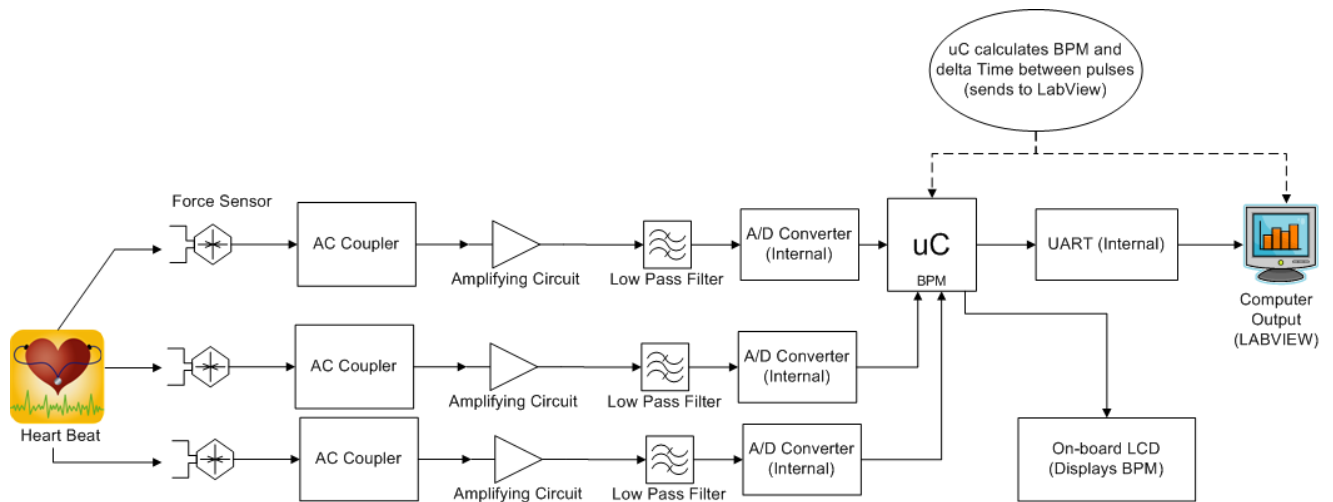 uC calculates BPM and
delta Time between pulses
(sends to LabView)
Force Sensor
AC Coupler
Amplifying Circuit
Low Pass Filter
A/D Converter
(Internal)
uC
BPM
UART (Internal)
Computer
Output
(LABVIEW)
Heart Beat
AC Coupler
Amplifying Circuit
Low Pass Filter
A/D Converter
(Internal)
AC Coupler
Amplifying Circuit
Low Pass Filter
A/D Converter
(Internal)
On-board LCD
(Displays BPM)